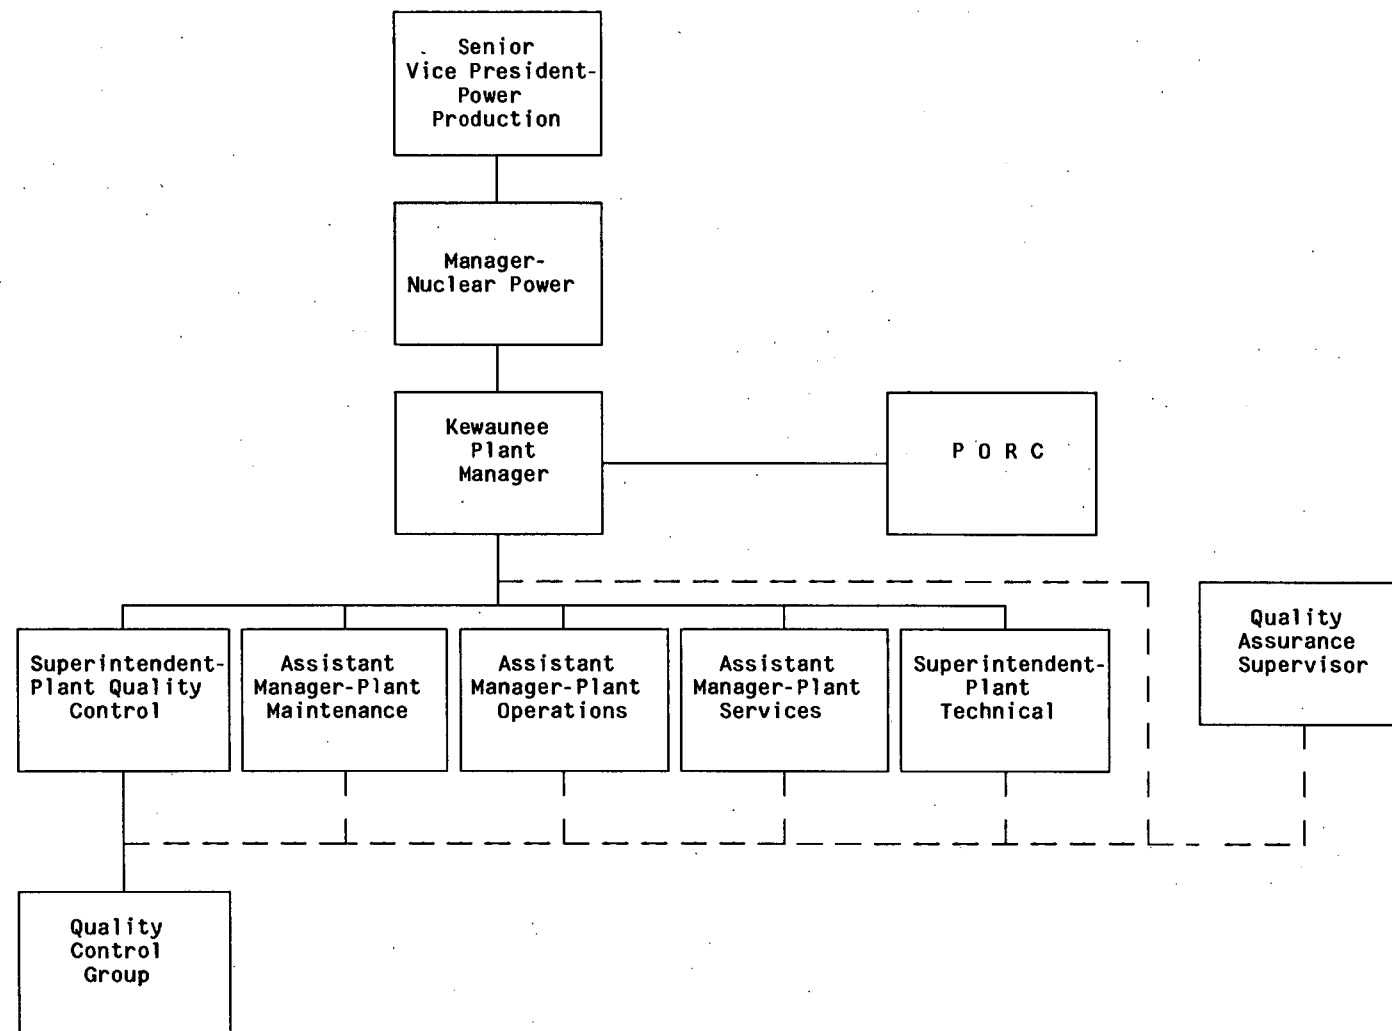 Senior
Vice President-
Power
Production
Manager-
Nuclear Power
Kewaunee
Plant
Manager
P O R C
Superintendent-
Plant Quality
Control
Assistant
Manager-Plant
Maintenance
Assistant
Manager-Plant
Operations
Assistant
Manager-Plant
Services
Superintendent-
Plant
Technical
Quality
Assurance
Supervisor
Quality
Control
Group